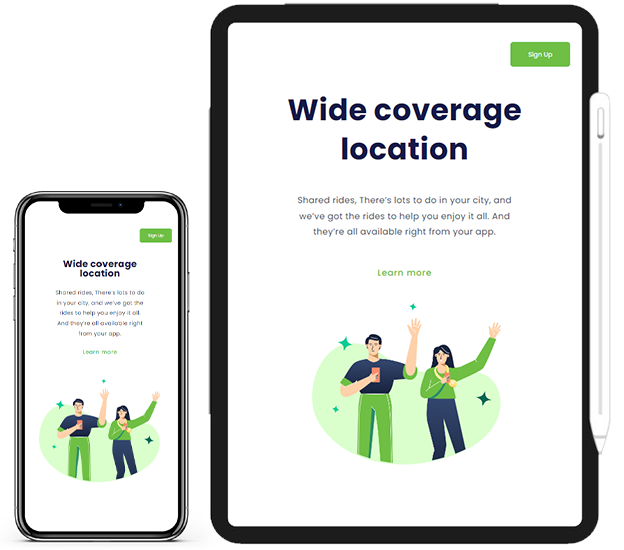 Sign Up
Wide coverage
location
Shared rides, There's lots to do
in your city, and we've got the
rides to help you enjoy it all.
And they're all available right
from your app.
Learn more
Sign Up
Wide coverage
location
Shared rides, There's lots to do in your city, and
we've got the rides to help you enjoy it all. And
they're all available right from your app.
Learn more